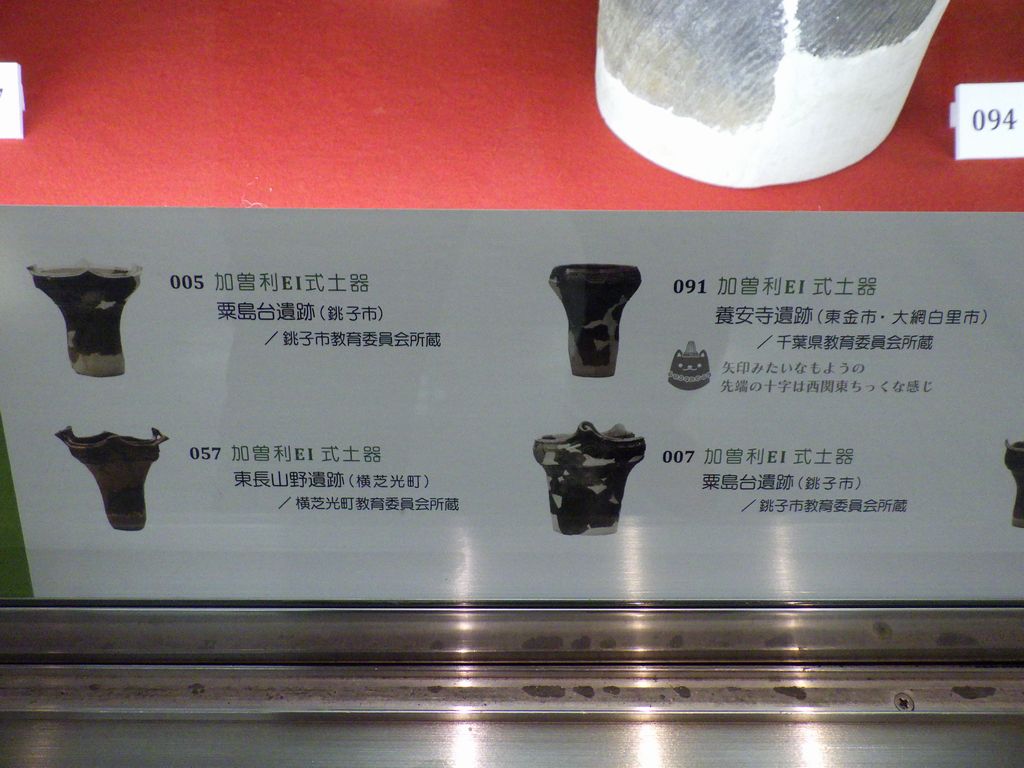 094
005 加曽利EI式土器
粟島台遺跡（銚子市）
／銚子市教育委員会所蔵
091 加曽利EI式土器
養安寺遺跡（東金市・大網白里市）
／千葉県教育委員会所蔵
矢印みたいなもようの
先端の十字は西関東ちっくな感じ
057 加曽利EI式土器
東長山野遺跡（横芝光町）
／横芝光町教育委員会所蔵
007 加曽利EI式土器
粟島台遺跡（銚子市）
／銚子市教育委員会所蔵